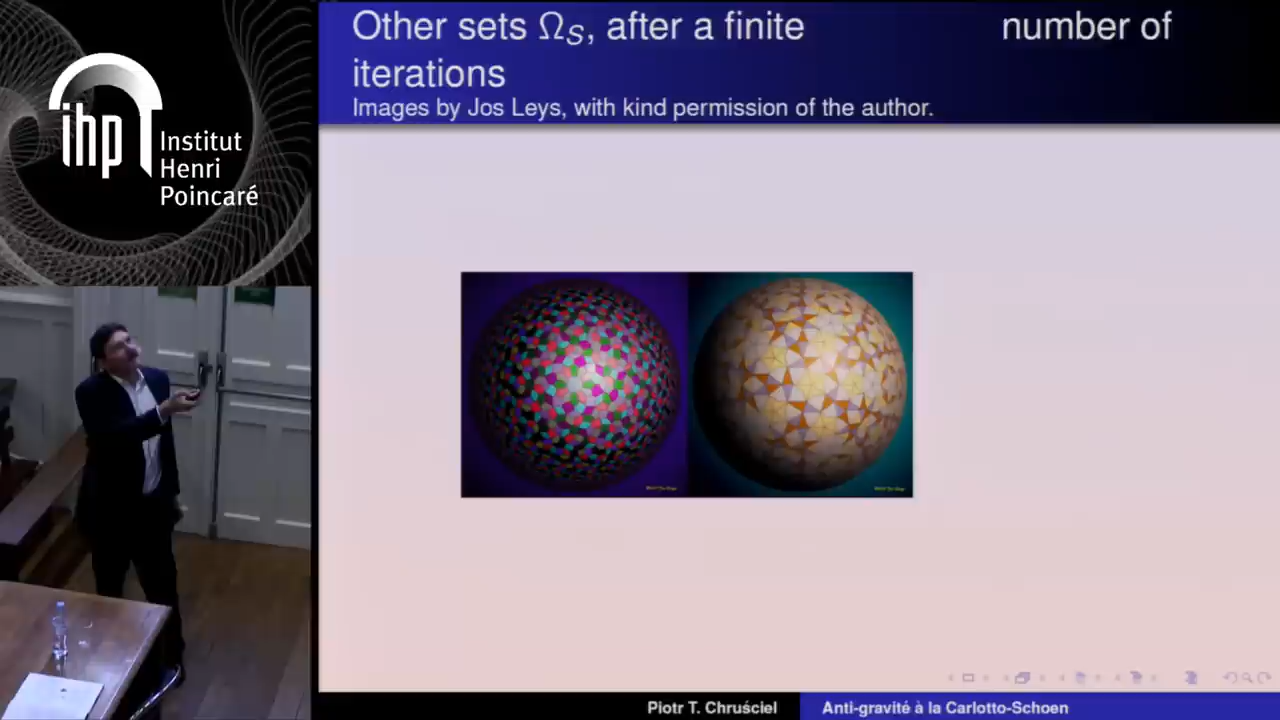 ihp
Institut
Henri
Poincaré
Other sets Ω_S, after a finite number of
iterations
Images by Jos Leys, with kind permission of the author.
Piotr T. Chruściel
Anti-gravité à la Carlotto-Schoen